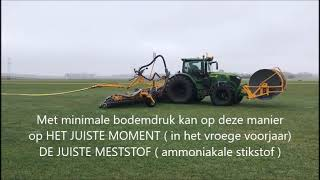 Met minimale bodemdruk kan op deze manier
op HET JUISTE MOMENT ( in het vroege voorjaar)
DE JUISTE MESTSTOF ( ammoniakale stikstof )